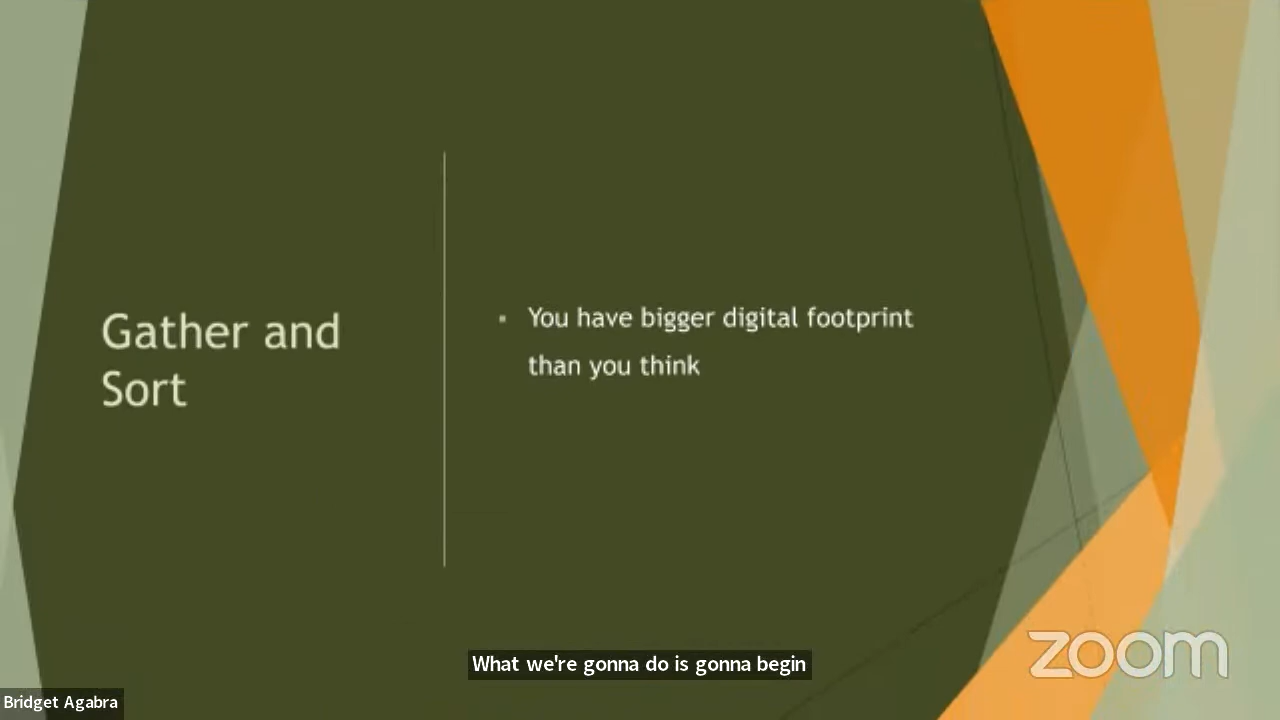 Gather and
Sort
You have bigger digital footprint
than you think
What we're gonna do is gonna begin
zoom
Bridget Agabra